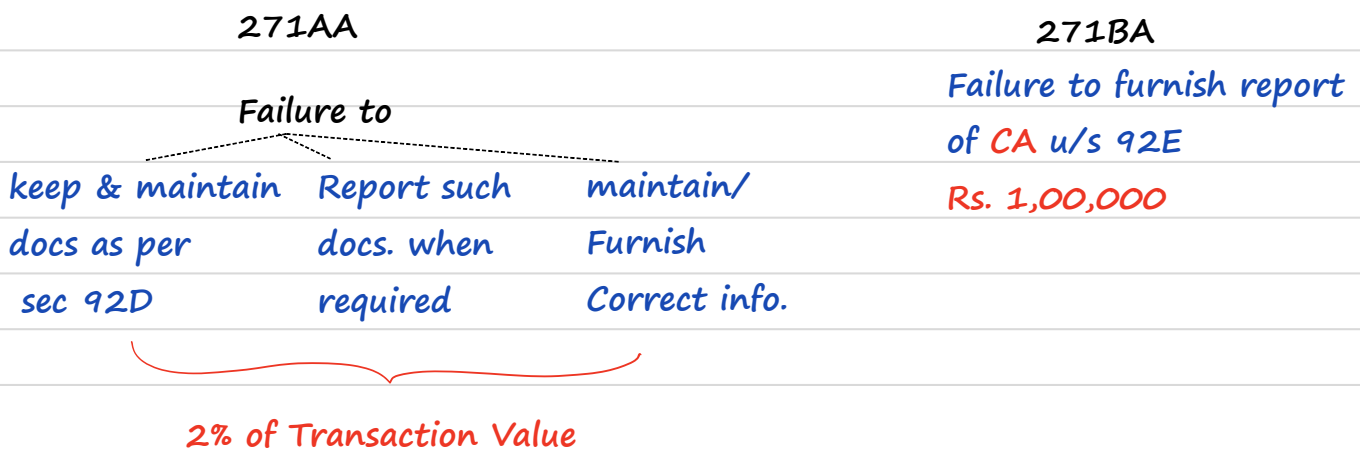 271AA
Failure to
keep & maintain
docs as per
sec 92D
Report such
docs. when
required
maintain/
Furnish
Correct info.
2% of Transaction Value
271BA
Failure to furnish report
of CA u/s 92E
Rs. 1,00,000